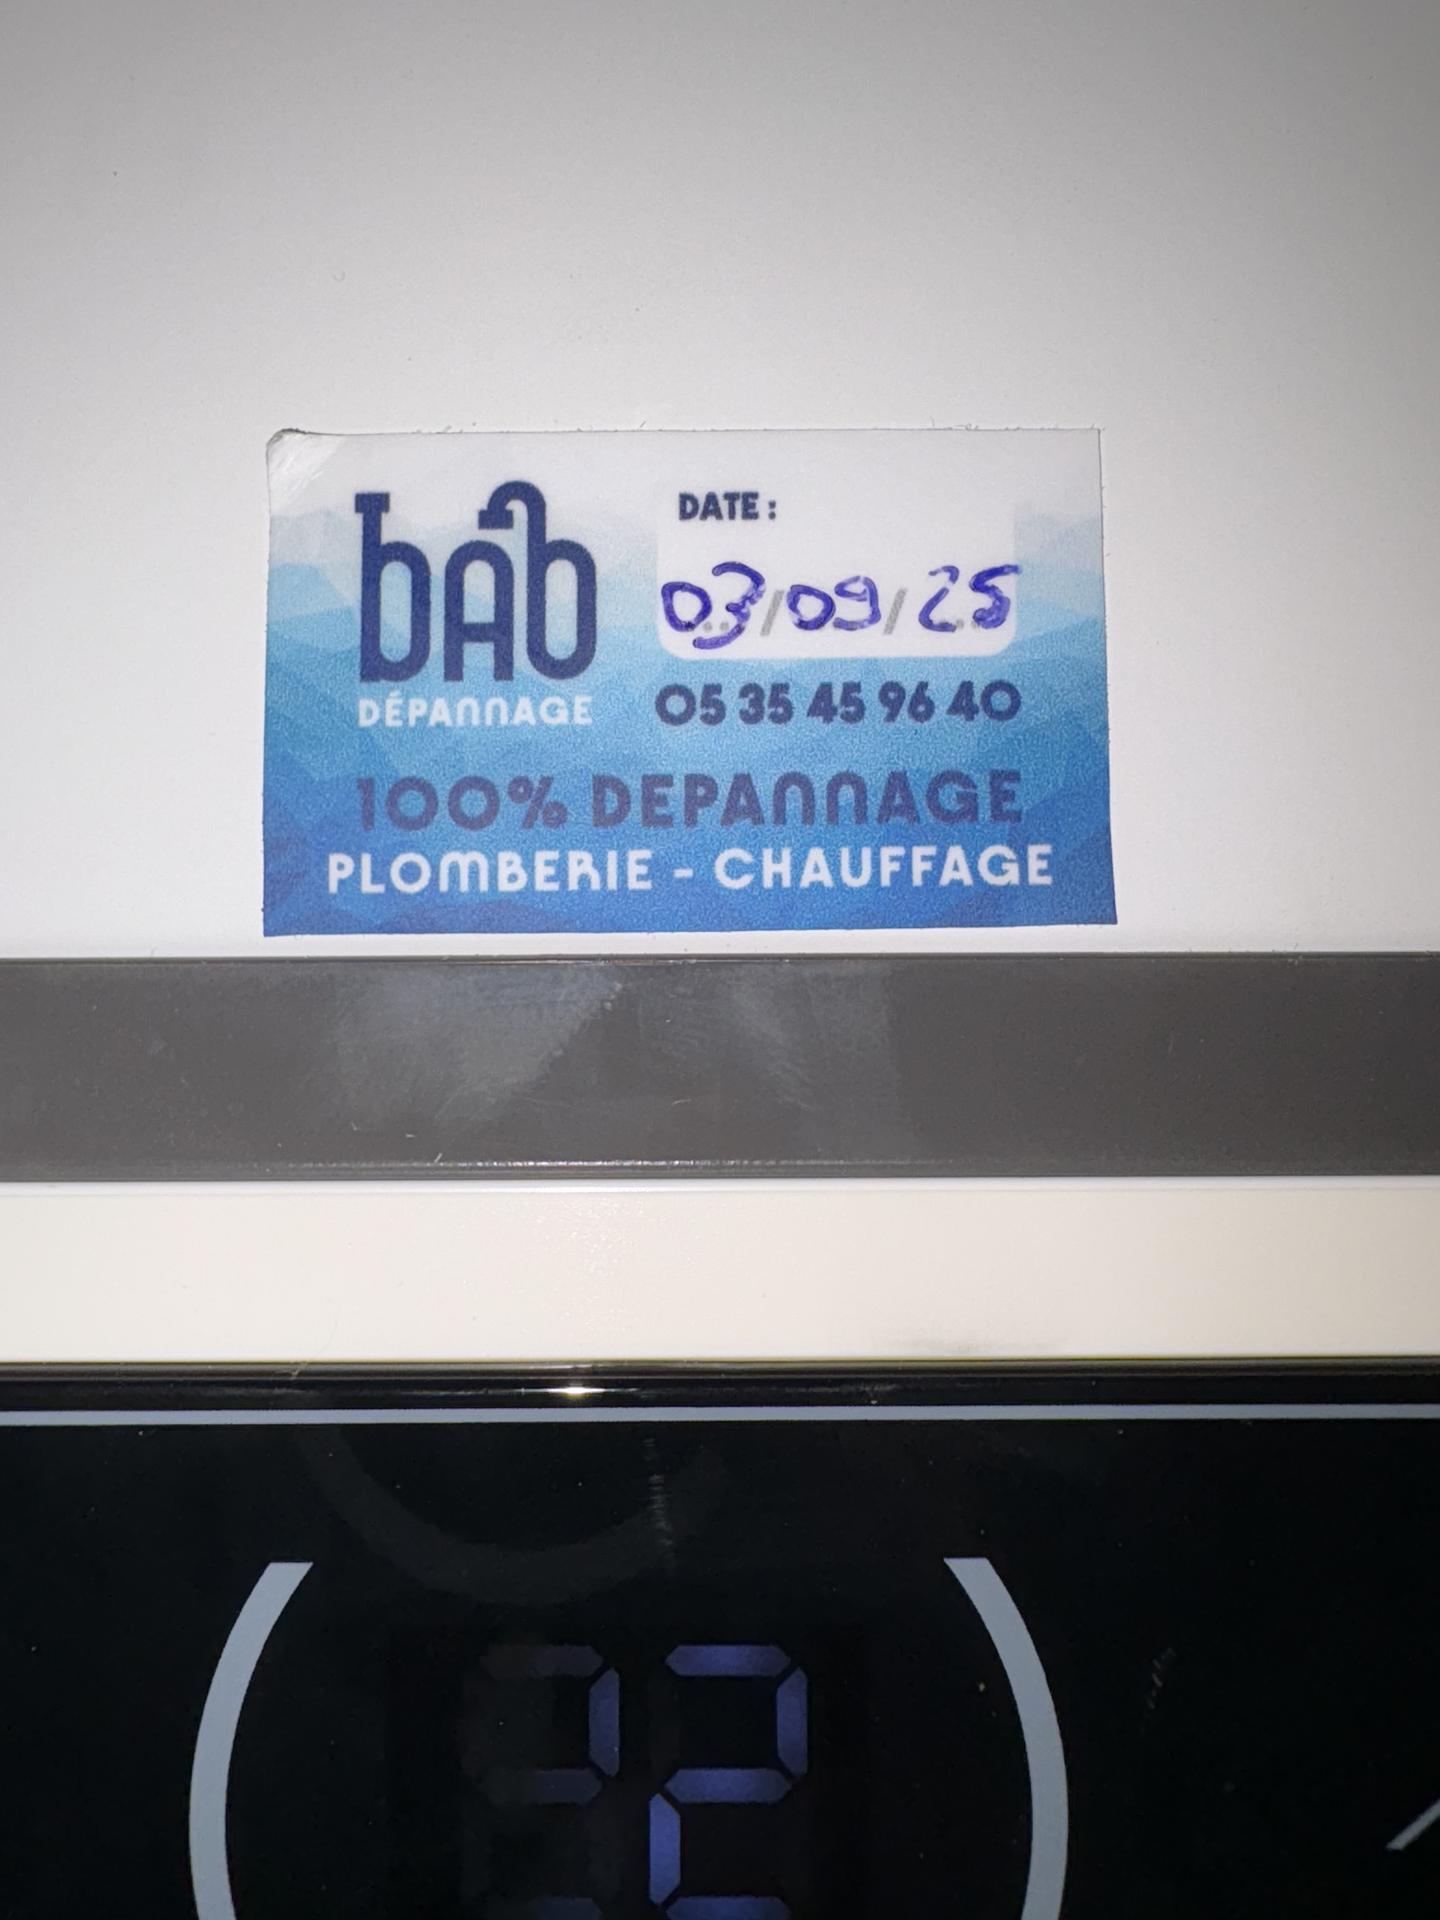 bAb
DÉPANNAGE
DATE :
03/09/25
05 35 45 96 40
100% DEPANNAGE
PLOMBERIE - CHAUFFAGE